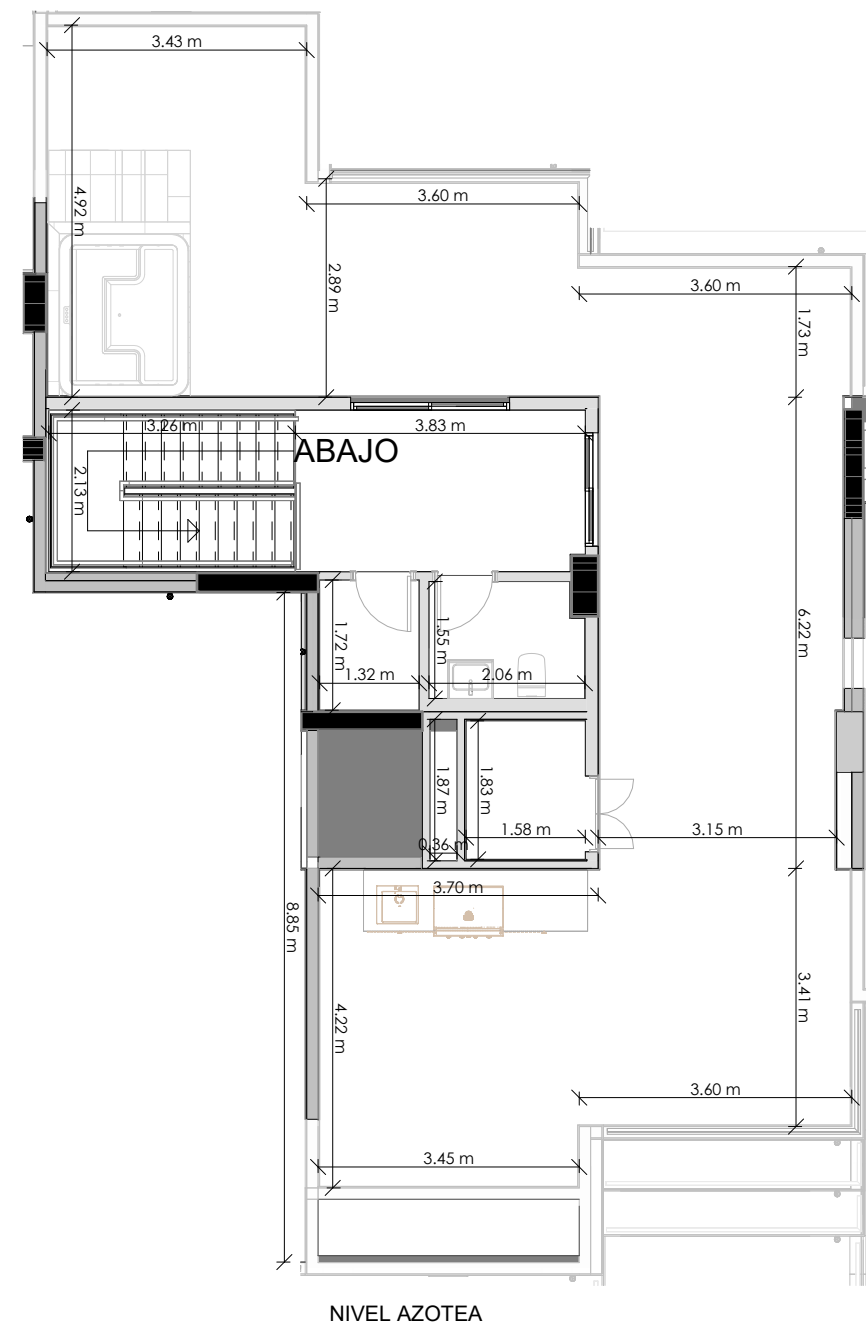 3.43 m
4.92 m
3.60 m
2.89 m
3.60 m
1.73 m
3.26 m
3.83 m
ABAJO
2.13 m
6.22 m
1.72 m
1.55 m
1.32 m
2.06 m
1.87 m
1.83 m
1.58 m
3.15 m
0.36 m
3.70 m
8.85 m
3.41 m
4.22 m
3.60 m
3.45 m
NIVEL AZOTEA